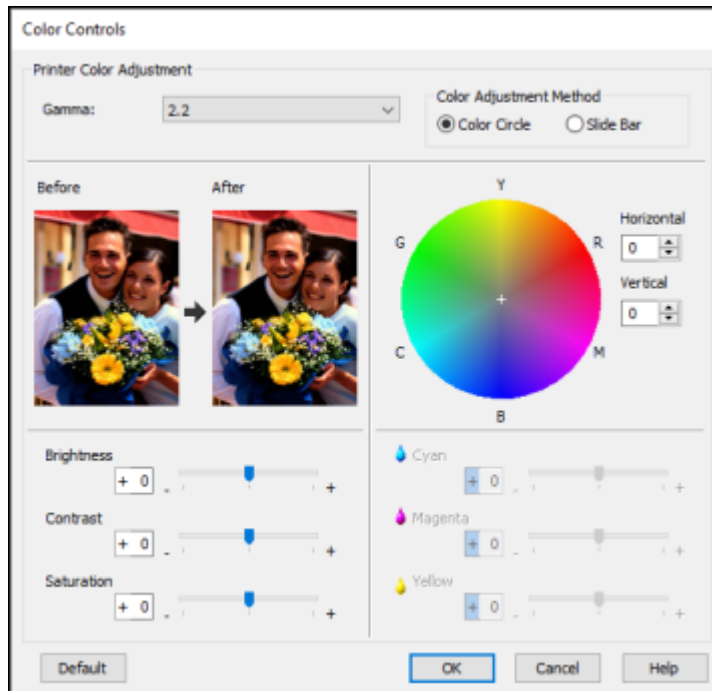 Color Controls
Printer Color Adjustment
Gamma: 2.2
Color Adjustment Method
Color Circle Slide Bar
Before After
Y
G R
C M
B
Horizontal
0
Vertical
0
Brightness
+ 0 - +
Contrast
+ 0 - +
Saturation
+ 0 - +
Cyan
+ 0 - +
Magenta
+ 0 - +
Yellow
+ 0 - +
Default OK Cancel Help